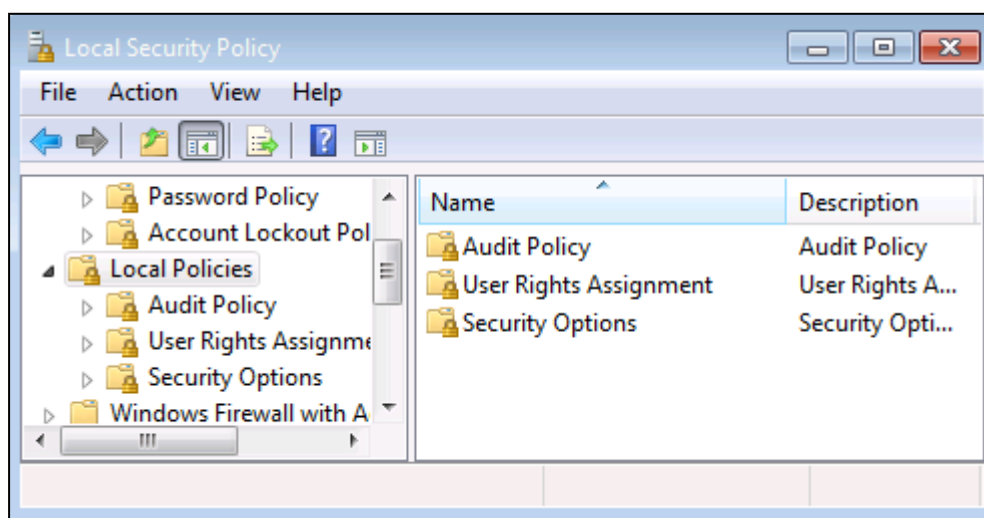 Local Security Policy
File Action View Help
Password Policy
Account Lockout Pol
Local Policies
Audit Policy
User Rights Assignme
Security Options
Windows Firewall with A
Name Description
Audit Policy Audit Policy
User Rights Assignment User Rights A...
Security Options Security Opti...